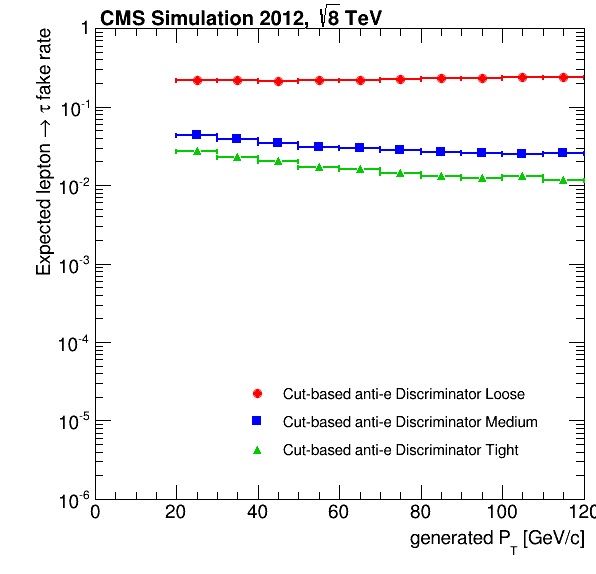 CMS Simulation 2012, √8 TeV
Expected lepton → τ fake rate
1
10^-1
10^-2
10^-3
10^-4
10^-5
10^-6
Cut-based anti-e Discriminator Loose
Cut-based anti-e Discriminator Medium
Cut-based anti-e Discriminator Tight
0 20 40 60 80 100 120
generated P_T [GeV/c]